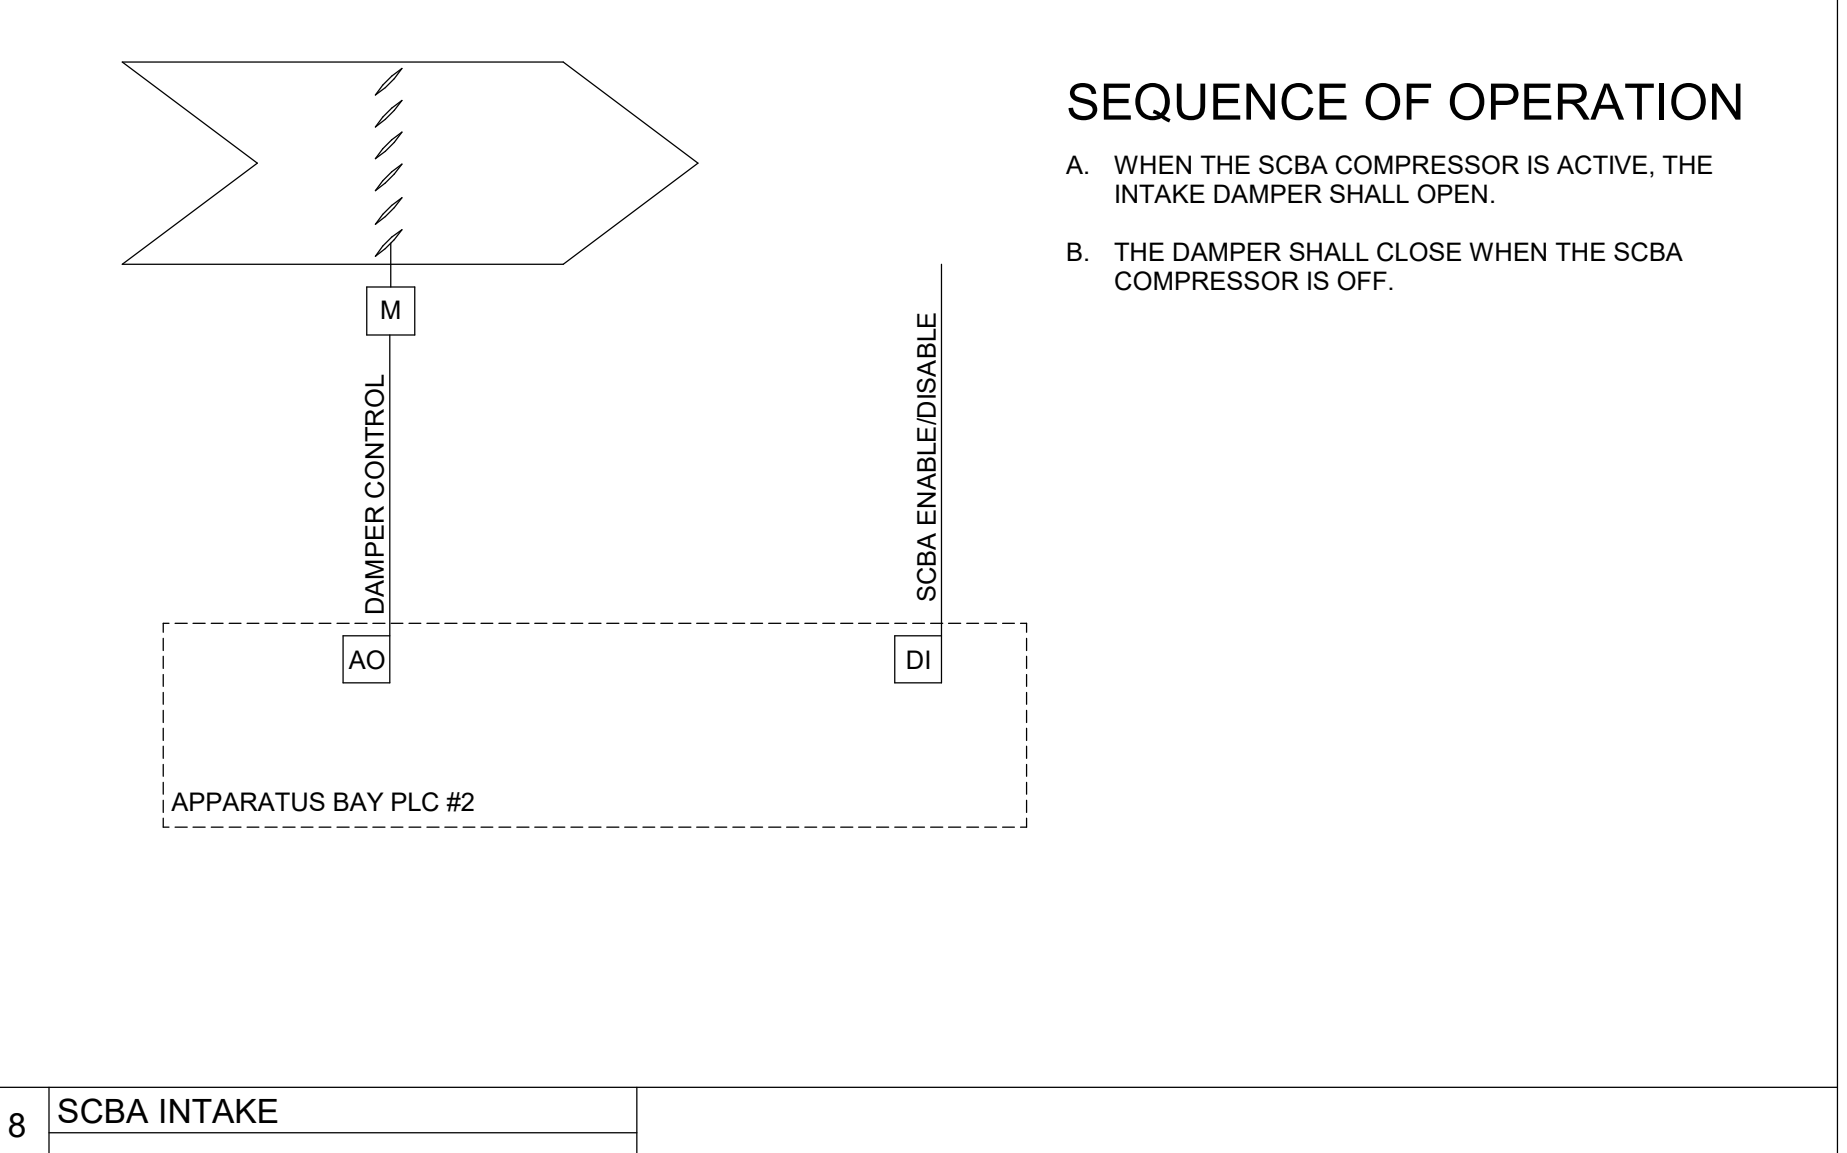 SEQUENCE OF OPERATION
A. WHEN THE SCBA COMPRESSOR IS ACTIVE, THE
INTAKE DAMPER SHALL OPEN.
B. THE DAMPER SHALL CLOSE WHEN THE SCBA
COMPRESSOR IS OFF.
M
DAMPER CONTROL
SCBA ENABLE/DISABLE
AO
DI
APPARATUS BAY PLC #2
8
SCBA INTAKE